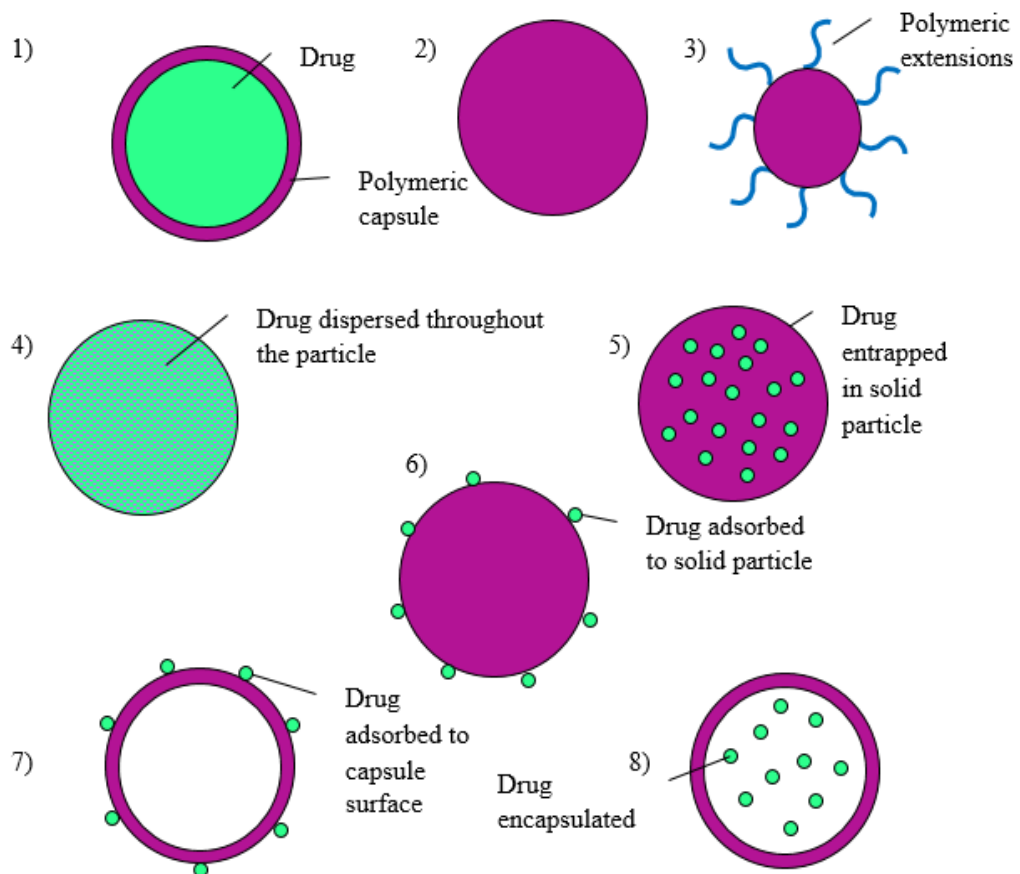 1)
Drug
Polymeric
capsule
2)
3)
Polymeric
extensions
4)
Drug dispersed throughout
the particle
5)
Drug
entrapped
in solid
particle
6)
Drug adsorbed
to solid particle
7)
Drug
adsorbed to
capsule
surface
8)
Drug
encapsulated